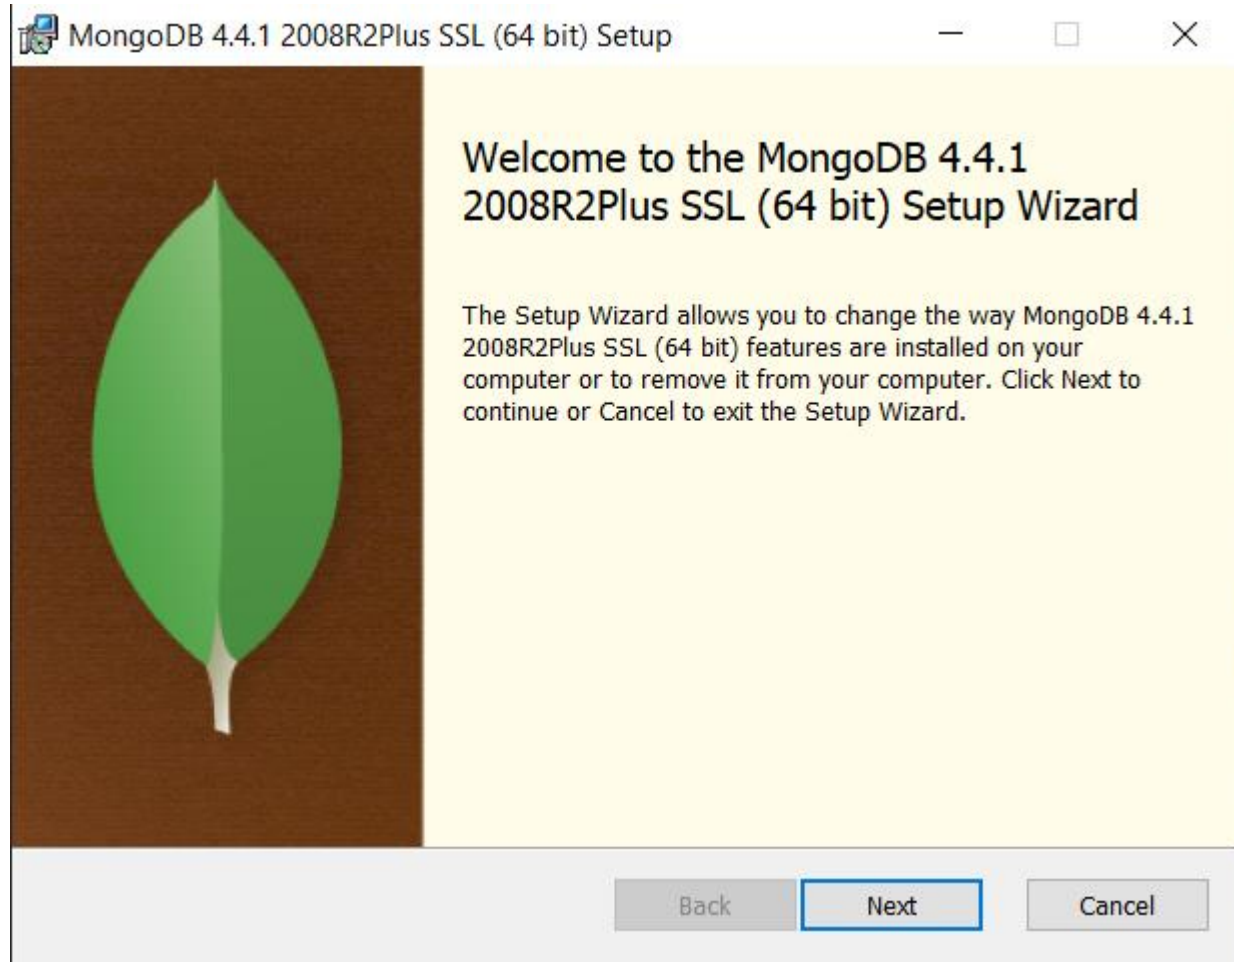 MongoDB 4.4.1 2008R2Plus SSL (64 bit) Setup
Welcome to the MongoDB 4.4.1
2008R2Plus SSL (64 bit) Setup Wizard
The Setup Wizard allows you to change the way MongoDB 4.4.1
2008R2Plus SSL (64 bit) features are installed on your
computer or to remove it from your computer. Click Next to
continue or Cancel to exit the Setup Wizard.
Back
Next
Cancel